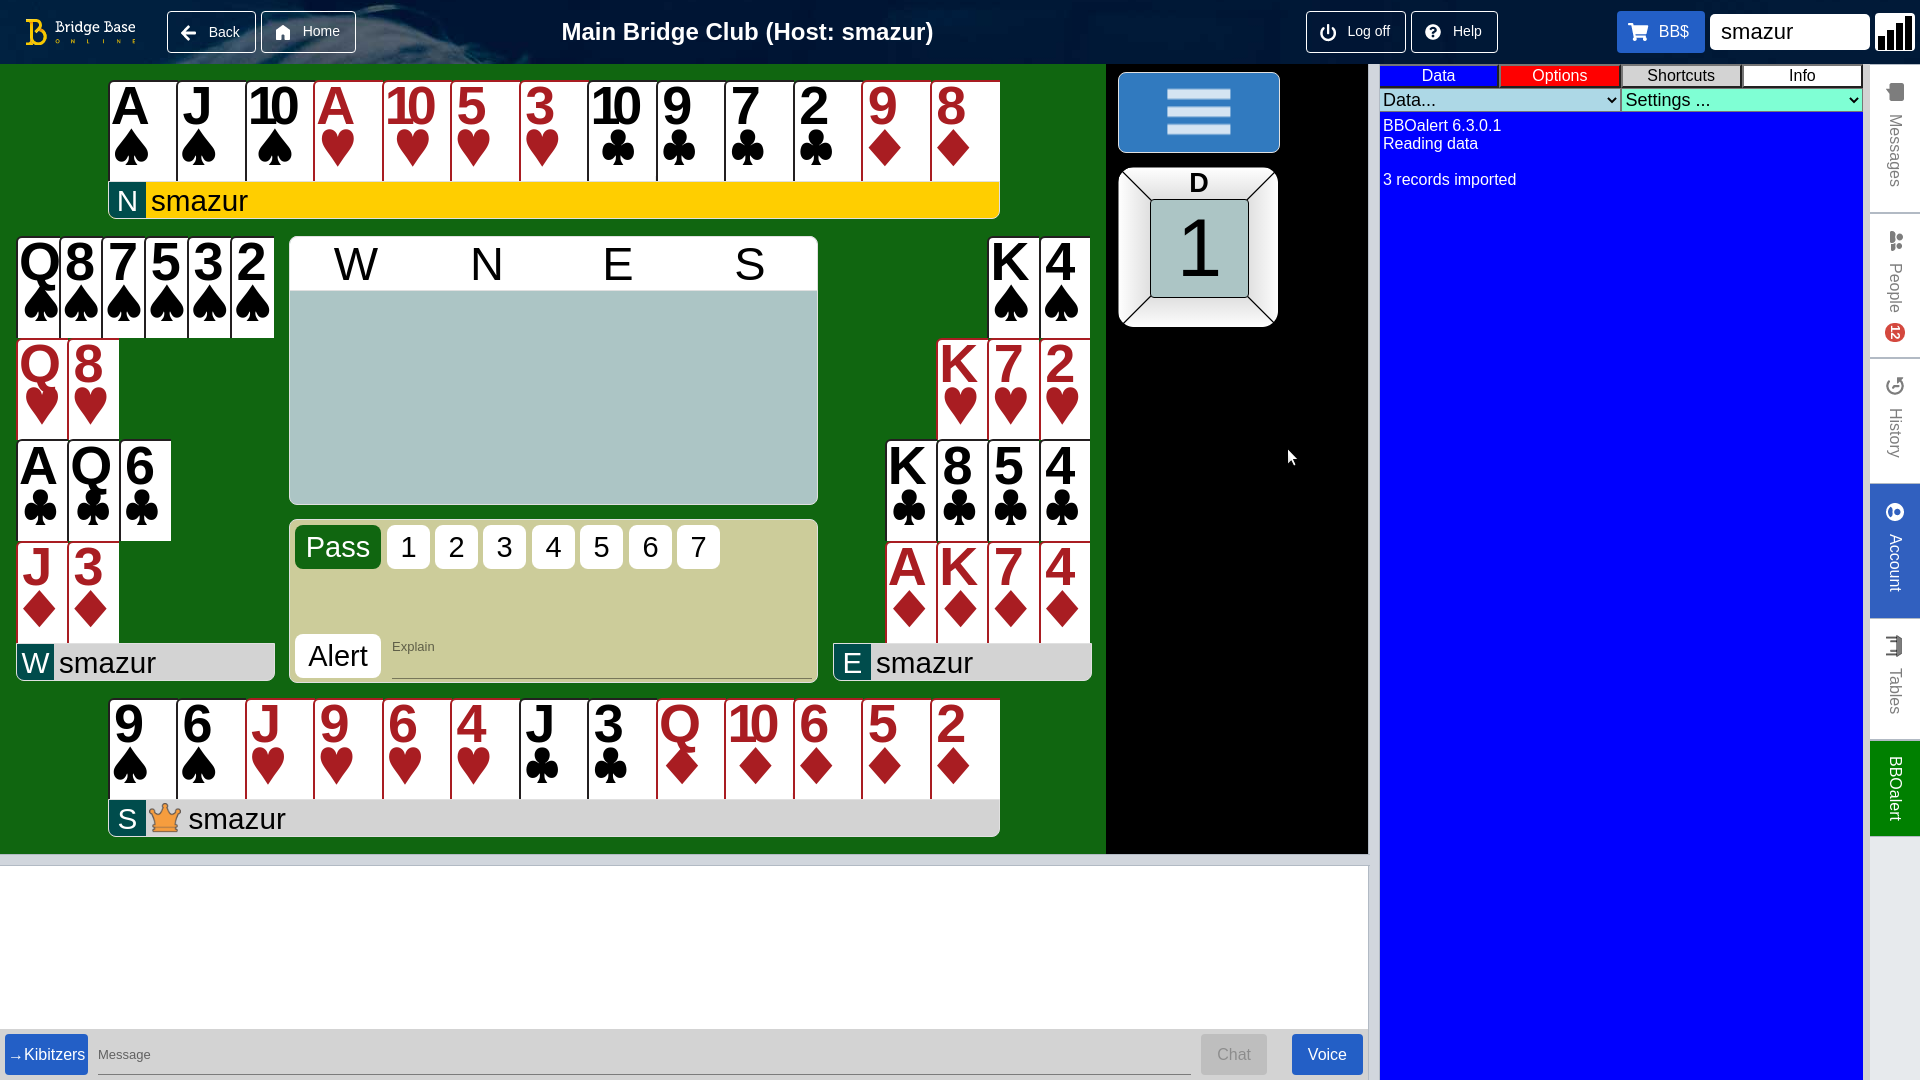 Bridge Base
ONLINE
Back
Home
Main Bridge Club (Host: smazur)
Log off
Help
BB$
smazur
A J 10 A 10 5 3 10 9 7 2 9 8
N smazur
Q 8 7 5 3 2
Q 8
A Q 6
J 3
W smazur
W N E S
Pass 1 2 3 4 5 6 7
Alert
Explain
K 4
K 7 2
K 8 5 4
A K 7 4
E smazur
9 6 J 9 6 4 J 3 Q 10 6 5 2
S smazur
D
1
→Kibitzers
Message
Chat
Voice
Data
Options
Shortcuts
Info
Data...
Settings ...
BBOalert 6.3.0.1
Reading data
3 records imported
Messages
People
12
History
Account
Tables
BBOalert